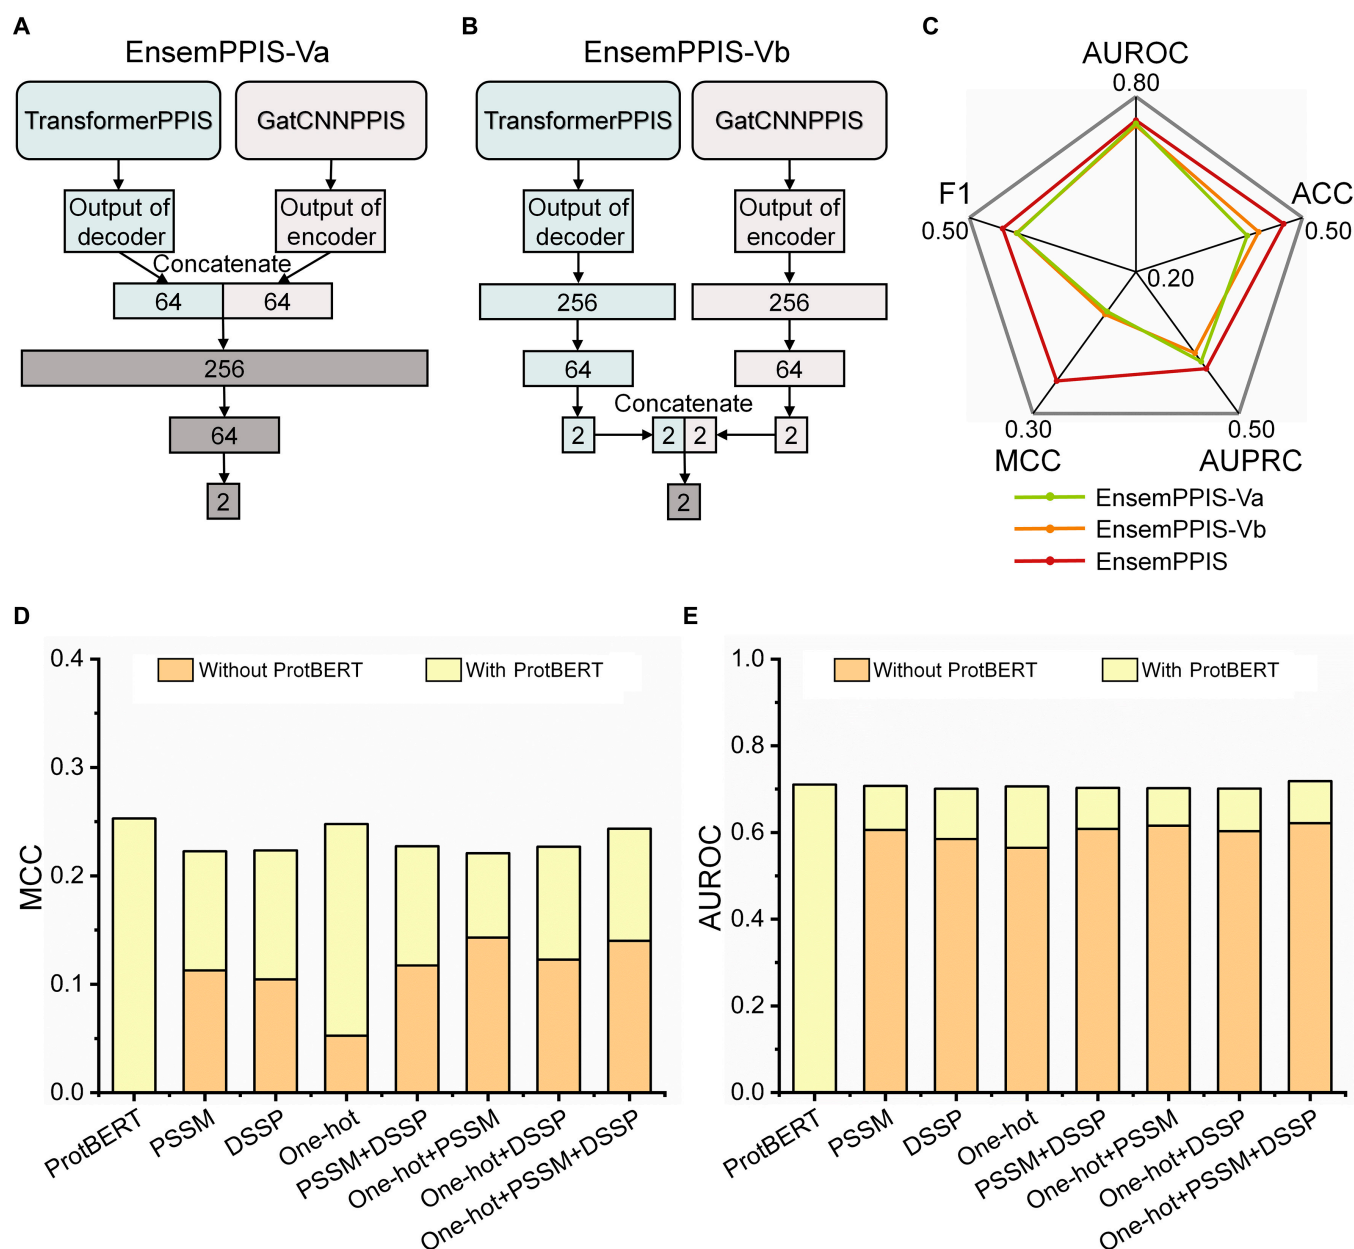 A
EnsemPPIS-Va
TransformerPPIS
GatCNNPPIS
Output of
decoder
Output of
encoder
Concatenate
64
64
256
64
2
B
EnsemPPIS-Vb
TransformerPPIS
GatCNNPPIS
Output of
decoder
Output of
encoder
256
256
64
64
Concatenate
2
2
2
2
2
C
AUROC
0.80
F1
0.50
ACC
0.50
0.20
0.30
MCC
0.50
AUPRC
EnsemPPIS-Va
EnsemPPIS-Vb
EnsemPPIS
D
Without ProtBERT
With ProtBERT
MCC
0.4
0.3
0.2
0.1
0.0
ProtBERT
PSSM
DSSP
One-hot
PSSM+DSSP
One-hot+PSSM
One-hot+DSSP
One-hot+PSSM+DSSP
E
Without ProtBERT
With ProtBERT
AUROC
1.0
0.8
0.6
0.4
0.2
0.0
ProtBERT
PSSM
DSSP
One-hot
PSSM+DSSP
One-hot+PSSM
One-hot+DSSP
One-hot+PSSM+DSSP